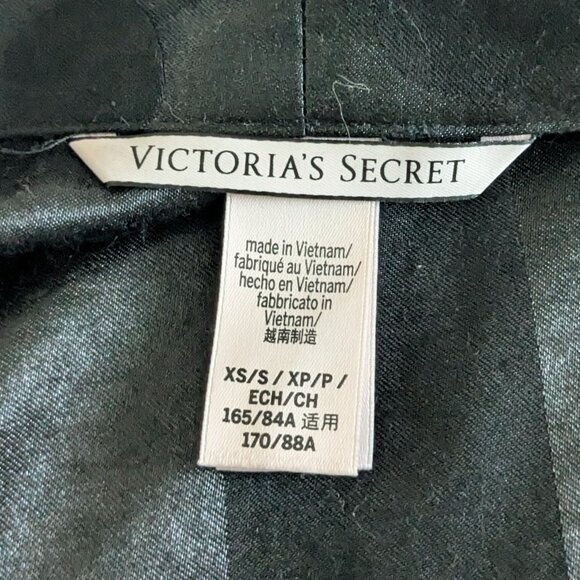 VICTORIA'S SECRET
made in Vietnam/
fabriqué au Vietnam/
hecho en Vietnam/
fabbricato in
Vietnam/
越南制造
XS/S / XP/P /
ECH/CH
165/84A 适用
170/88A